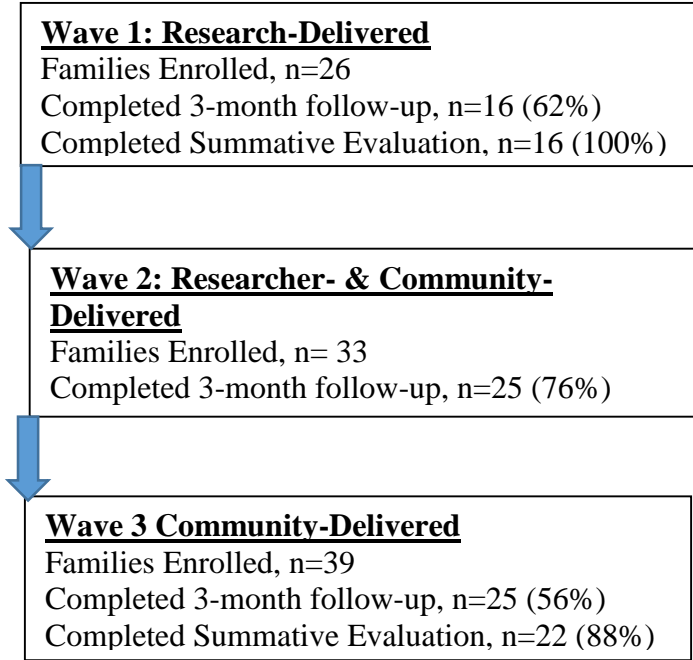 Wave 1: Research-Delivered
Families Enrolled, n=26
Completed 3-month follow-up, n=16 (62%)
Completed Summative Evaluation, n=16 (100%)
Wave 2: Researcher- & Community-
Delivered
Families Enrolled, n= 33
Completed 3-month follow-up, n=25 (76%)
Wave 3 Community-Delivered
Families Enrolled, n=39
Completed 3-month follow-up, n=25 (56%)
Completed Summative Evaluation, n=22 (88%)